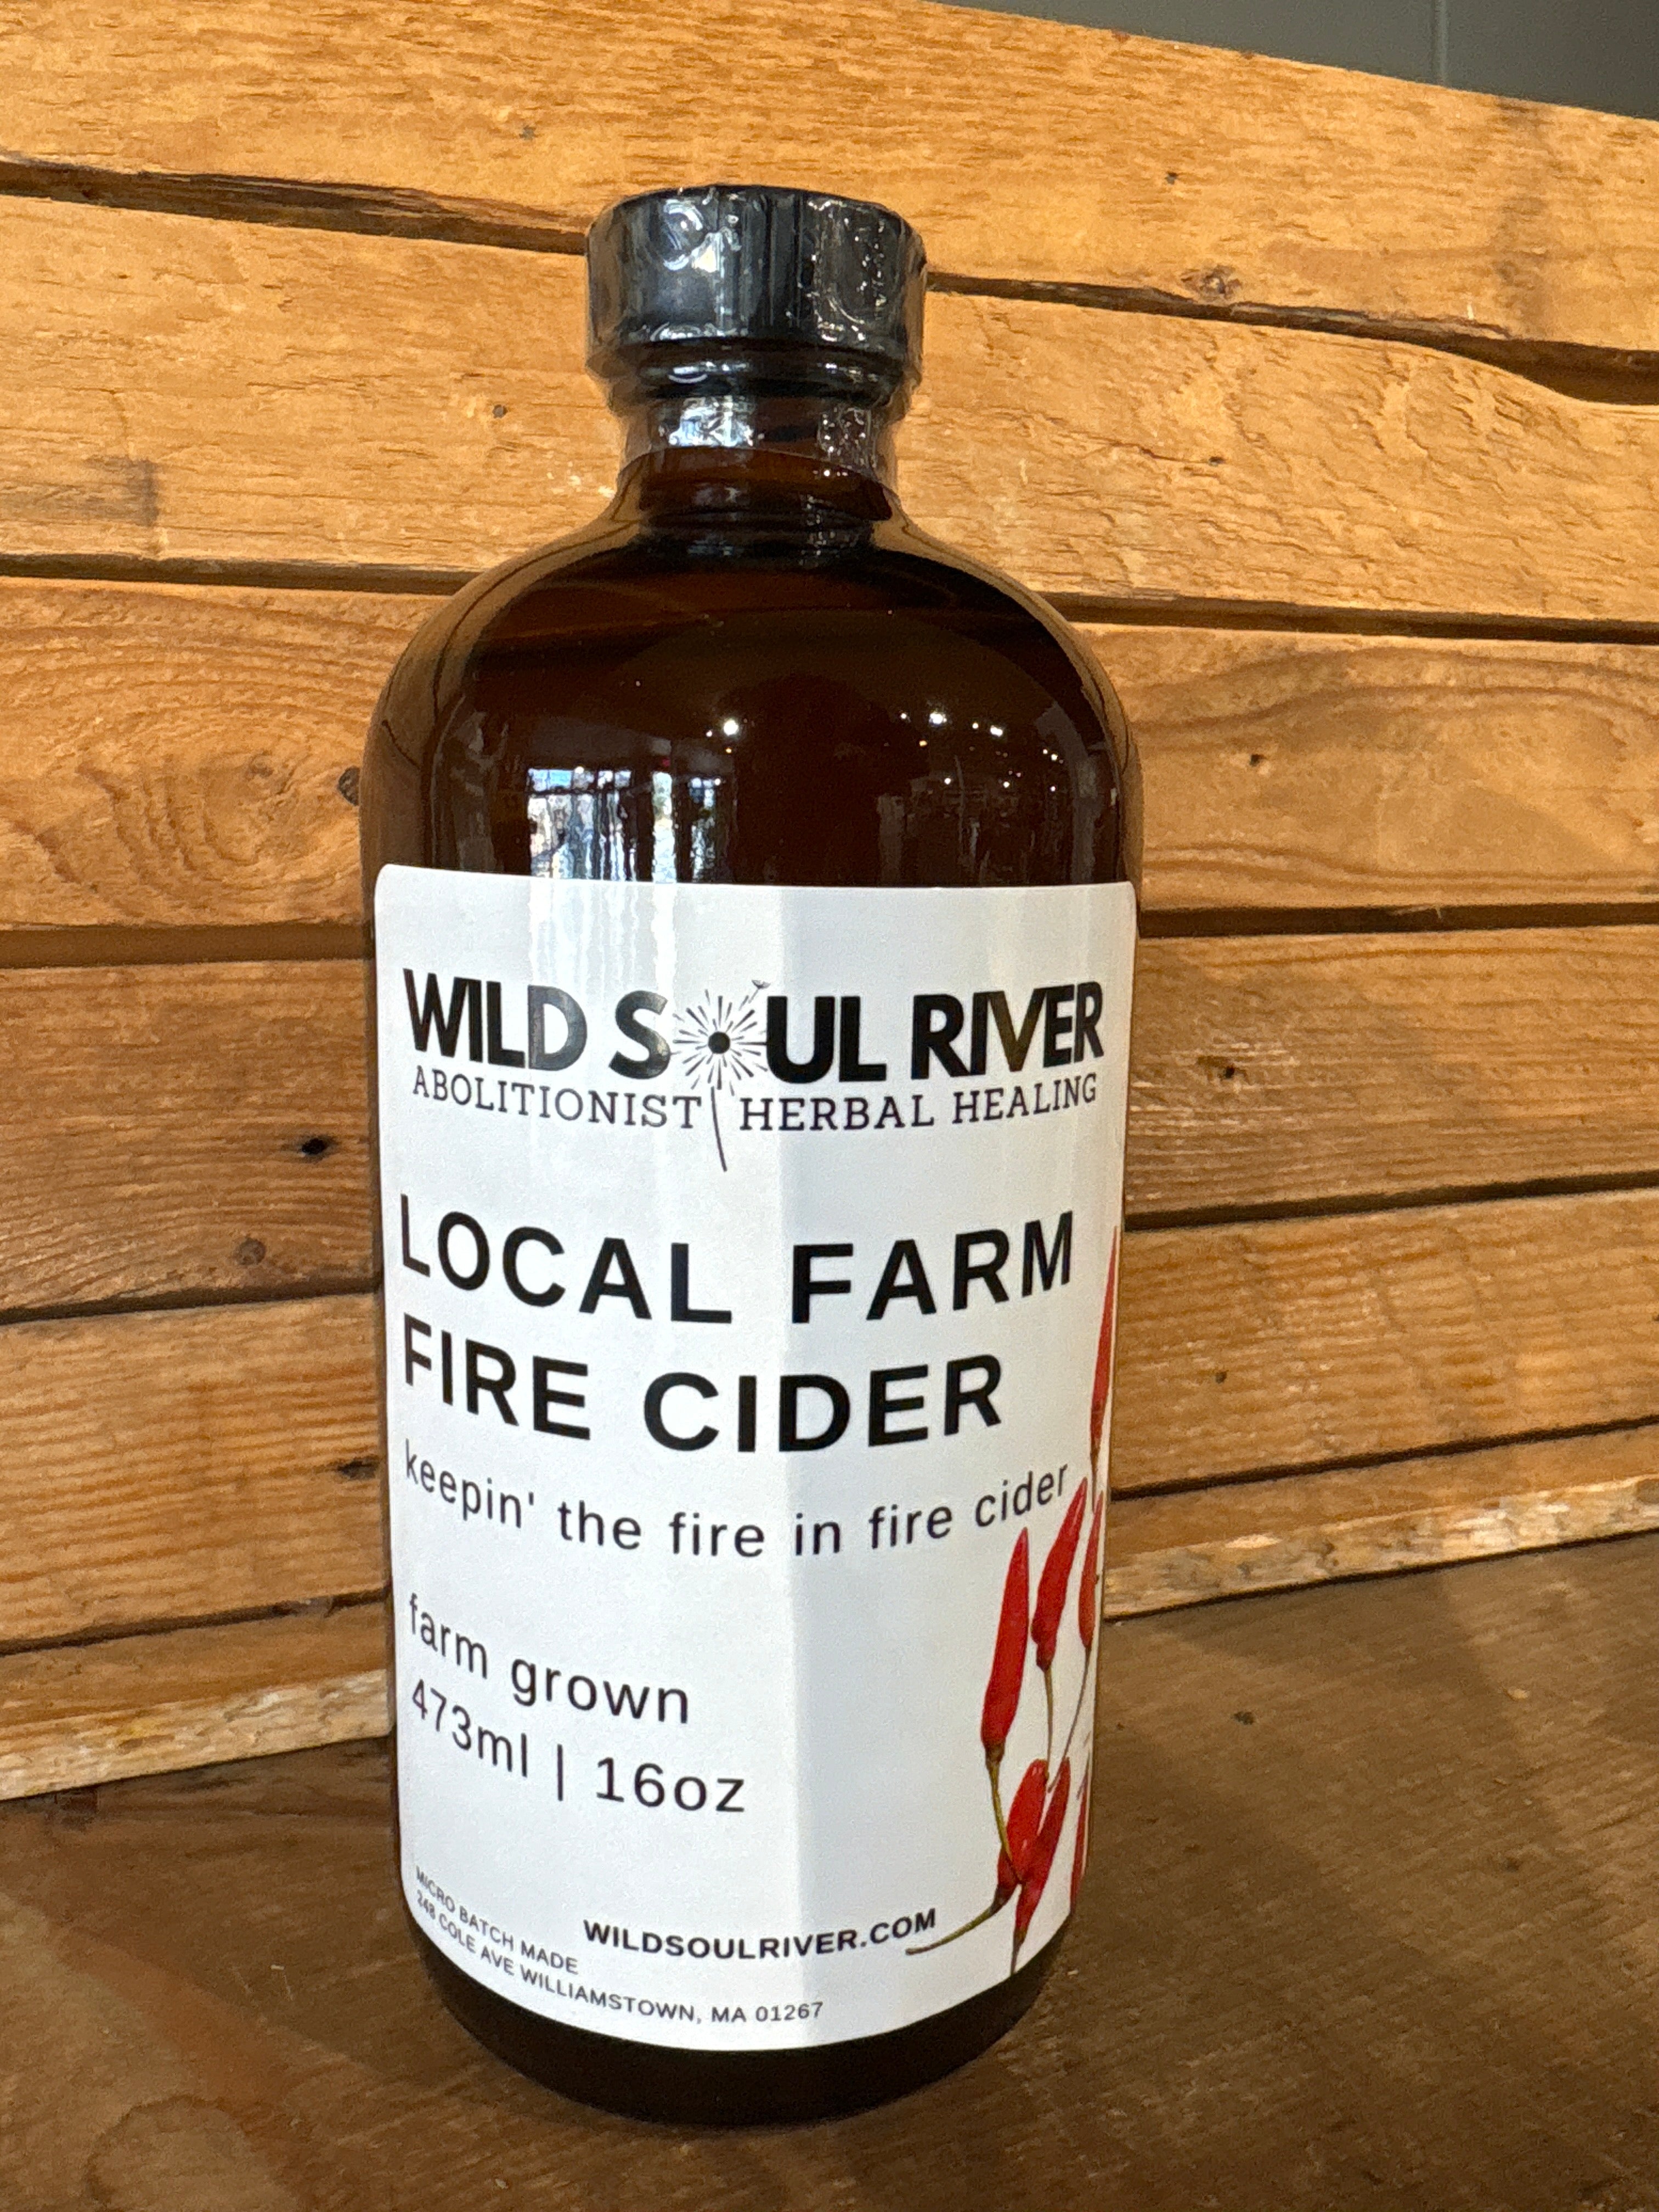 WILD SOUL RIVER
ABOLITIONIST HERBAL HEALING
LOCAL FARM
FIRE CIDER
keepin' the fire in fire cider
farm grown
473ml | 16oz
MICRO BATCH MADE
248 COLE AVE WILLIAMSTOWN, MA 01267
WILDSOULRIVER.COM